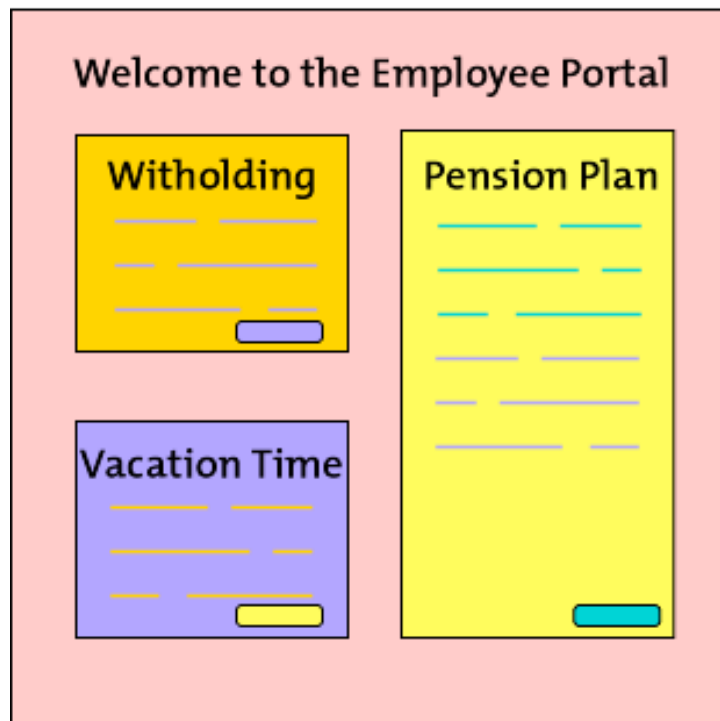 Welcome to the Employee Portal
Witholding
Pension Plan
Vacation Time